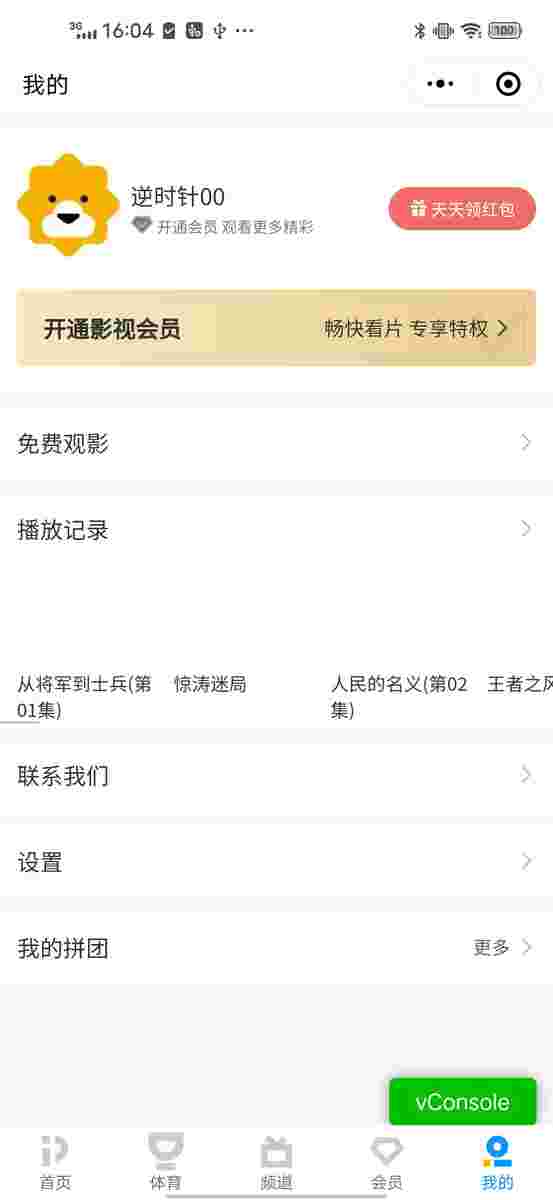 3G 16:04 100
我的
逆时针00
开通会员 观看更多精彩
天天领红包
开通影视会员
畅快看片 专享特权
免费观影
播放记录
从将军到士兵(第01集)
惊涛迷局
人民的名义(第02集)
王者之风
联系我们
设置
我的拼团
更多
vConsole
首页
体育
频道
会员
我的